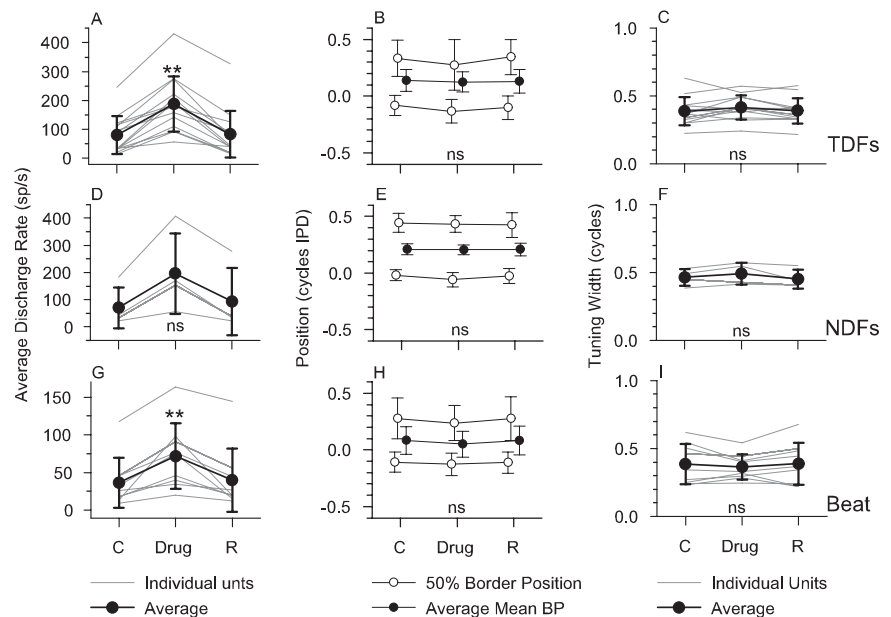 A
B
C
400
300
200
100
0
**
0.5
0.0
-0.5
ns
1.0
0.5
0.0
ns
TDFs
D
E
F
400
300
200
100
0
ns
0.5
0.0
-0.5
ns
1.0
0.5
0.0
ns
NDFs
G
H
I
150
100
50
0
**
0.5
0.0
-0.5
ns
1.0
0.5
0.0
ns
Beat
Average Discharge Rate (sp/s)
Position (cycles IPD)
Tuning Width (cycles)
C Drug R
C Drug R
C Drug R
Individual unts
Average
50% Border Position
Average Mean BP
Individual Units
Average